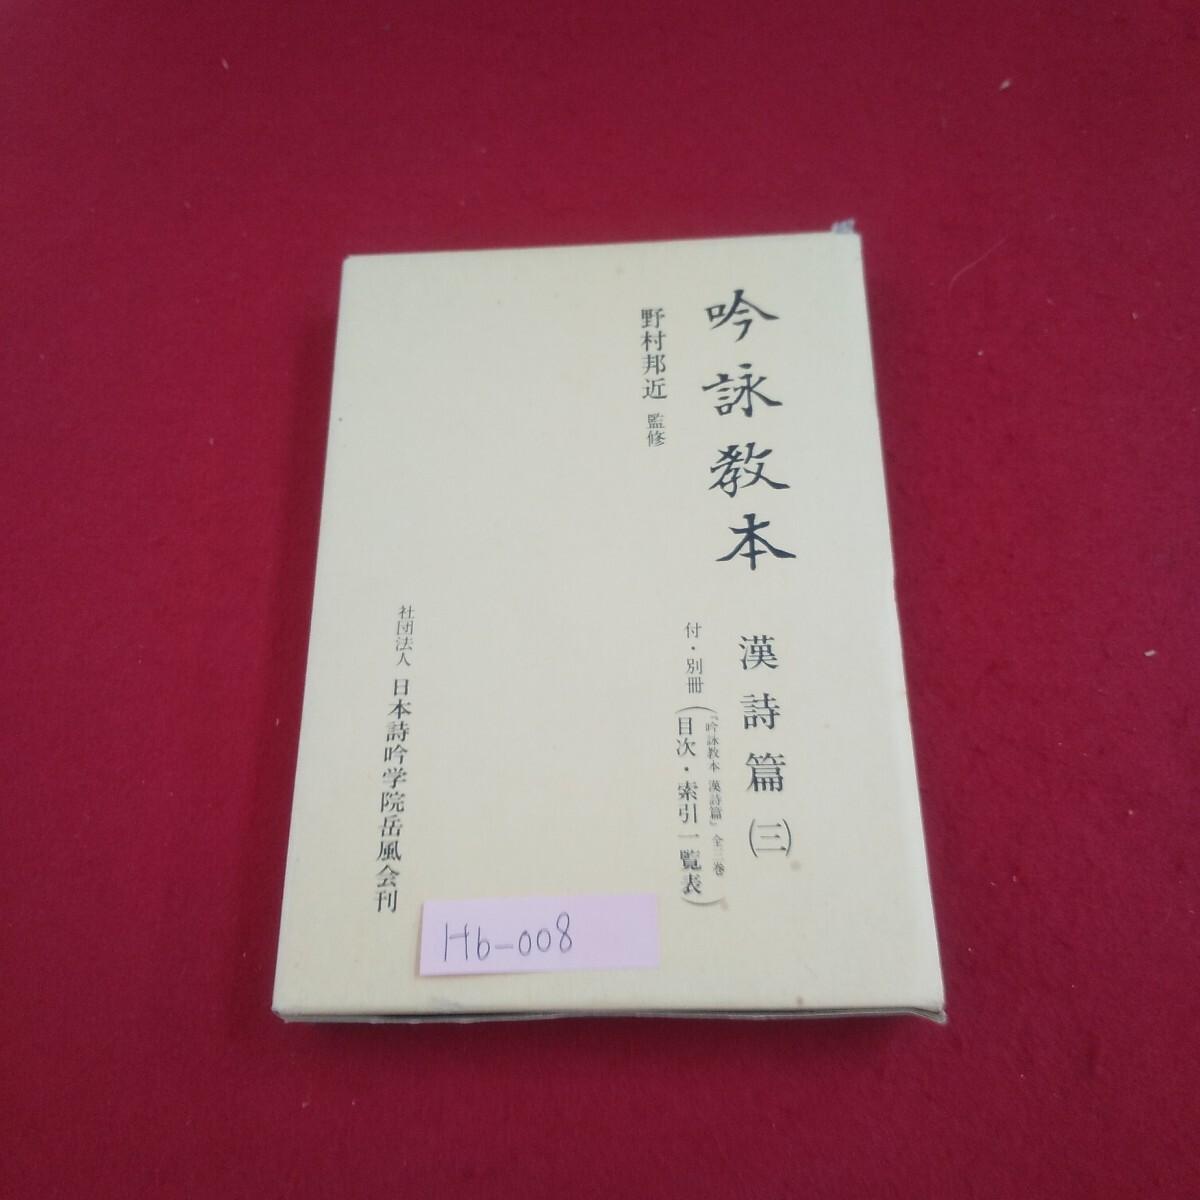 吟詠教本 漢詩篇 (三)
付・別冊(『吟詠教本 漢詩篇』全三巻
目次・索引一覧表)
野村邦近 監修
社団法人 日本詩吟学院岳風会刊
Hb-008